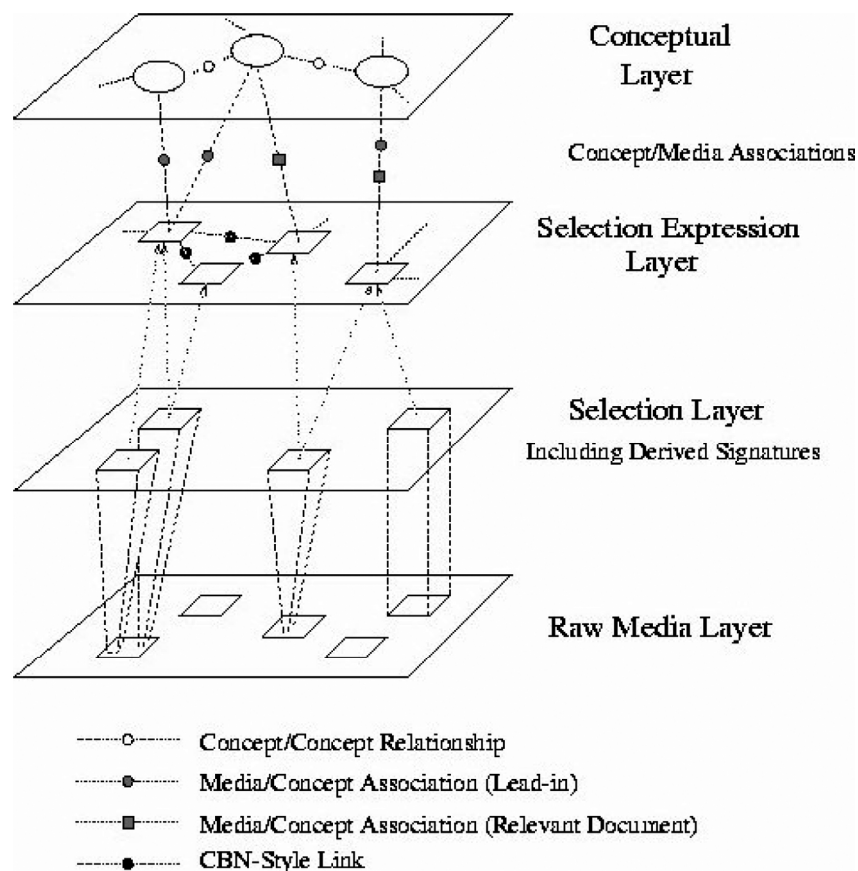 Conceptual
Layer
Concept/Media Associations
Selection Expression
Layer
Selection Layer
Including Derived Signatures
Raw Media Layer
Concept/Concept Relationship
Media/Concept Association (Lead-in)
Media/Concept Association (Relevant Document)
CBN-Style Link